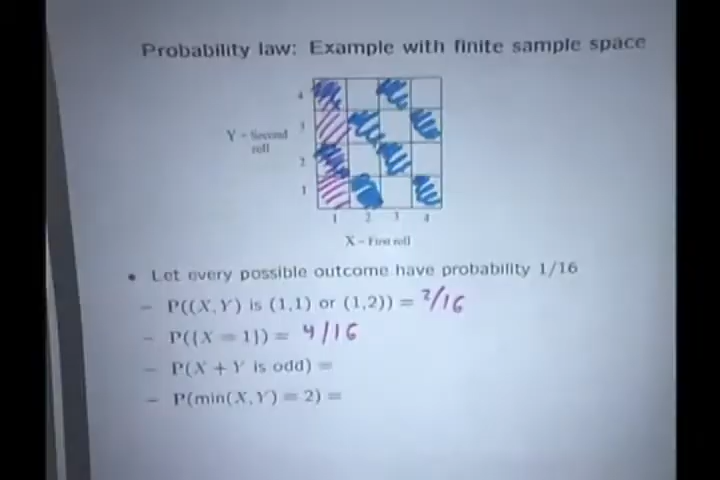 Probability law: Example with finite sample space
4
3
Y = Second
roll
2
1
1 2 3 4
X = First roll
• Let every possible outcome have probability 1/16
– P((X,Y) is (1,1) or (1,2)) = 2/16
– P({X = 1}) = 4/16
– P(X + Y is odd) =
– P(min(X,Y) = 2) =